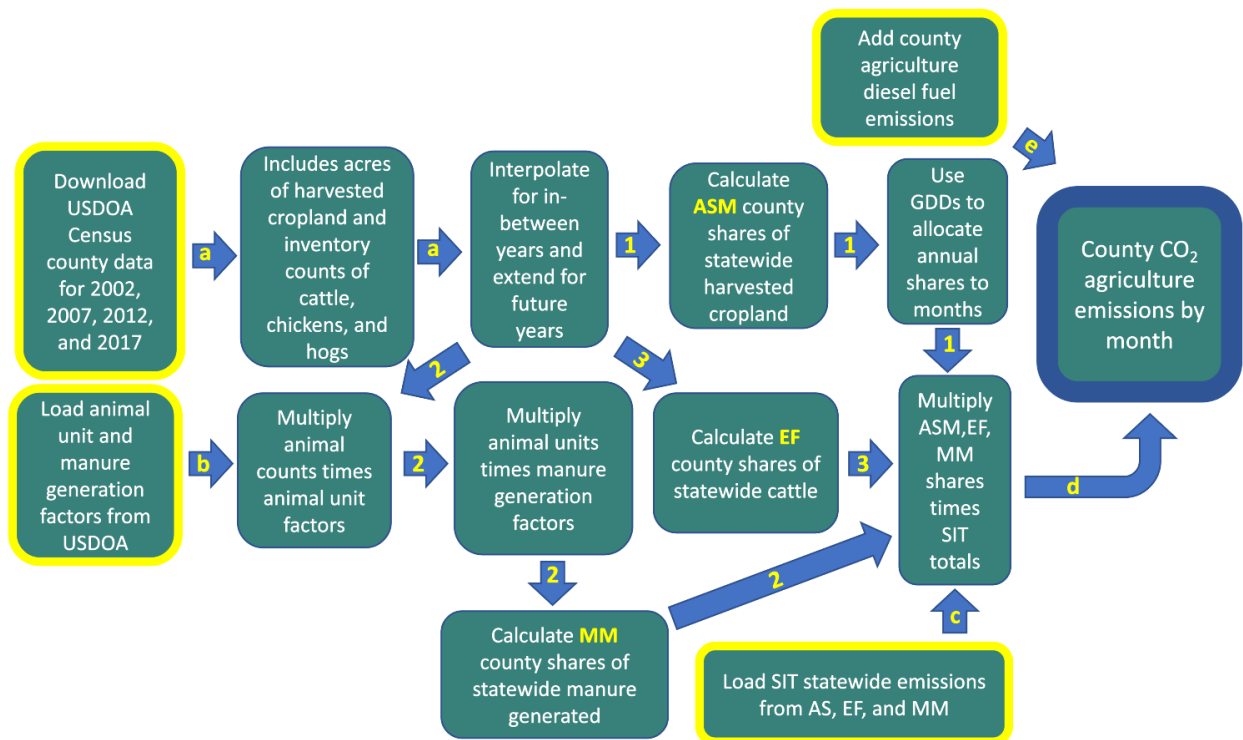 Add county
agriculture
diesel fuel
emissions
e
Download
USDOA
Census
county data
for 2002,
2007, 2012,
and 2017
a
Includes acres
of harvested
cropland and
inventory
counts of
cattle,
chickens, and
hogs
a
Interpolate
for in-
between
years and
extend for
future
years
1
Calculate
ASM county
shares of
statewide
harvested
cropland
1
Use
GDDs to
allocate
annual
shares to
months
County CO₂
agriculture
emissions by
month
2
3
1
Load animal
unit and
manure
generation
factors from
USDOA
b
Multiply
animal
counts times
animal unit
factors
2
Multiply
animal units
times manure
generation
factors
Calculate EF
county shares of
statewide cattle
3
Multiply
ASM,EF,
MM
shares
times
SIT
totals
d
2
Calculate MM
county shares of
statewide manure
generated
2
c
Load SIT statewide emissions
from AS, EF, and MM